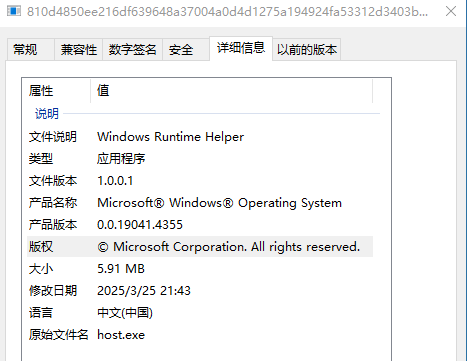 810d4850ee216df639648a37004a0d4d1275a194924fa53312d3403b...
常规 兼容性 数字签名 安全 详细信息 以前的版本
属性 值
说明
文件说明 Windows Runtime Helper
类型 应用程序
文件版本 1.0.0.1
产品名称 Microsoft® Windows® Operating System
产品版本 0.0.19041.4355
版权 © Microsoft Corporation. All rights reserved.
大小 5.91 MB
修改日期 2025/3/25 21:43
语言 中文(中国)
原始文件名 host.exe